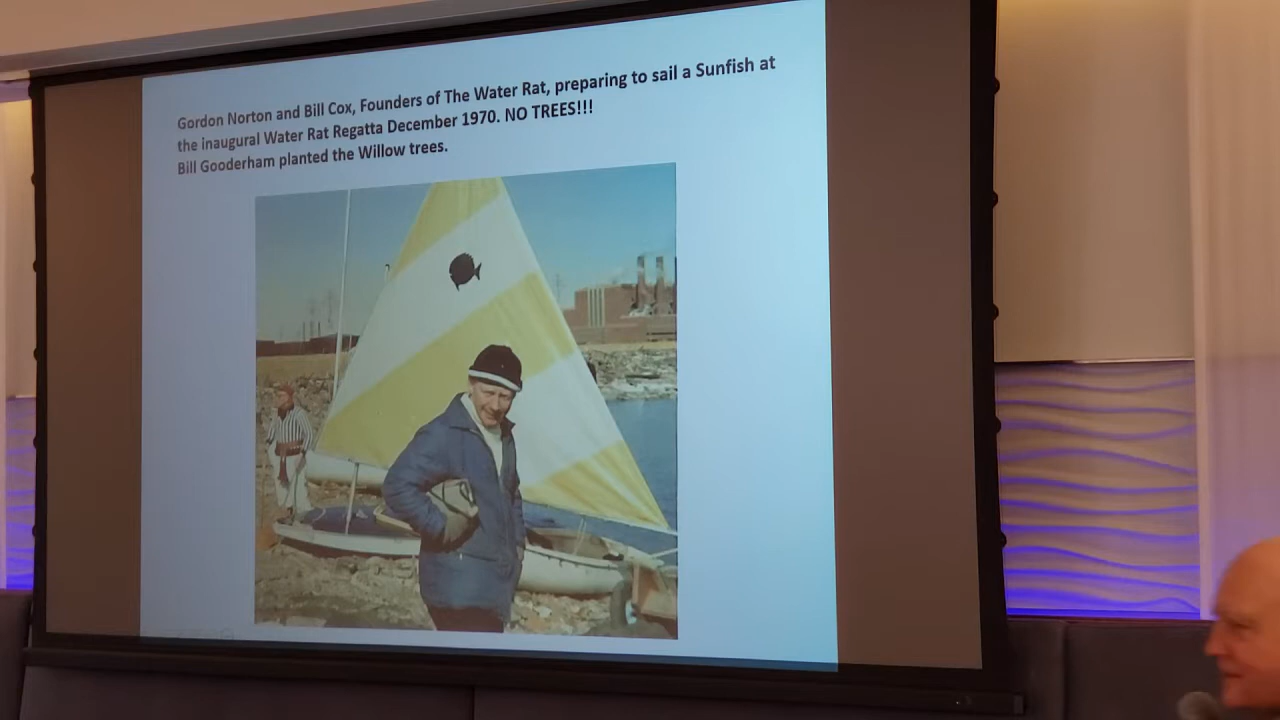 Gordon Norton and Bill Cox, Founders of The Water Rat, preparing to sail a Sunfish at
the inaugural Water Rat Regatta December 1970. NO TREES!!!
Bill Gooderham planted the Willow trees.